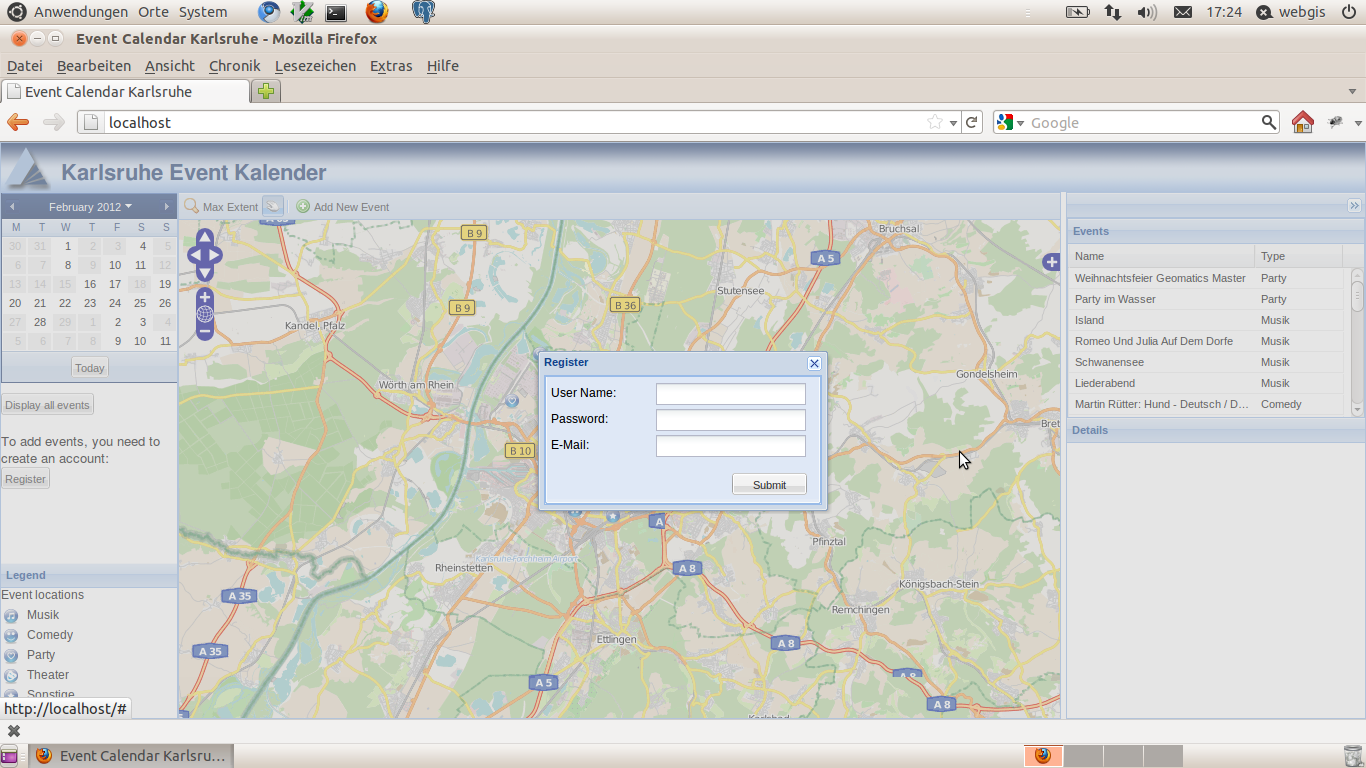 Anwendungen Orte System
17:24 webgis
Event Calendar Karlsruhe - Mozilla Firefox
Datei Bearbeiten Ansicht Chronik Lesezeichen Extras Hilfe
Event Calendar Karlsruhe
localhost
Google
Karlsruhe Event Kalender
February 2012
M T W T F S S
30 31 1 2 3 4 5
6 7 8 9 10 11 12
13 14 15 16 17 18 19
20 21 22 23 24 25 26
27 28 29 1 2 3 4
5 6 7 8 9 10 11
Today
Display all events
To add events, you need to
create an account:
Register
Legend
Event locations
Musik
Comedy
Party
Theater
Sonstige
http://localhost/#
Max Extent
Add New Event
B 9
Bruchsal
A 5
Stutensee
B 9
B 36
Kandel, Pfalz
Wörth am Rhein
Gondelsheim
Bret
B 10
Register
User Name:
Password:
E-Mail:
Submit
A
Pfinztal
Karlsruhe-Forchheim Airport
Rheinstetten
A 8
Königsbach-Stein
A 35
Remchingen
Ettlingen
A 8
A 35
A 8
A 5
A 8
Karlsbad
Events
Name Type
Weihnachtsfeier Geomatics Master Party
Party im Wasser Party
Island Musik
Romeo Und Julia Auf Dem Dorfe Musik
Schwanensee Musik
Liederabend Musik
Martin Rütter: Hund - Deutsch / D... Comedy
Details
Event Calendar Karlsru...